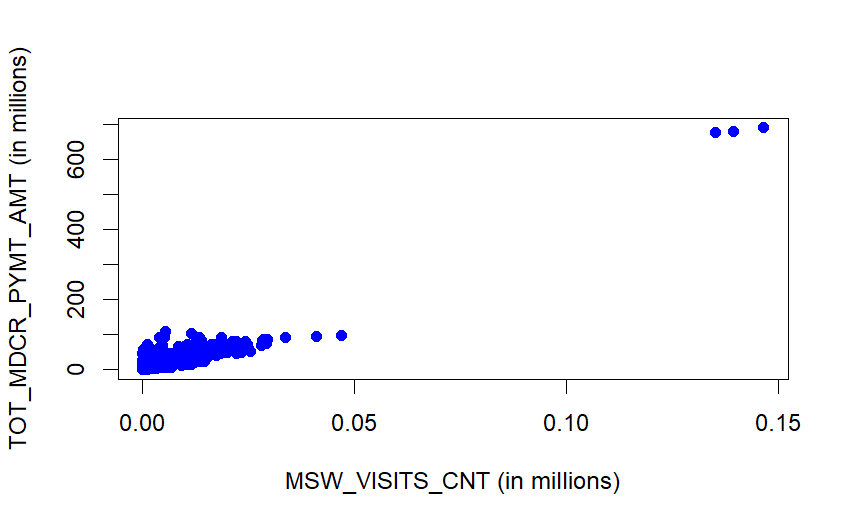 TOT_MDCR_PYMT_AMT (in millions)
600
400
200
0
0.00 0.05 0.10 0.15
MSW_VISITS_CNT (in millions)